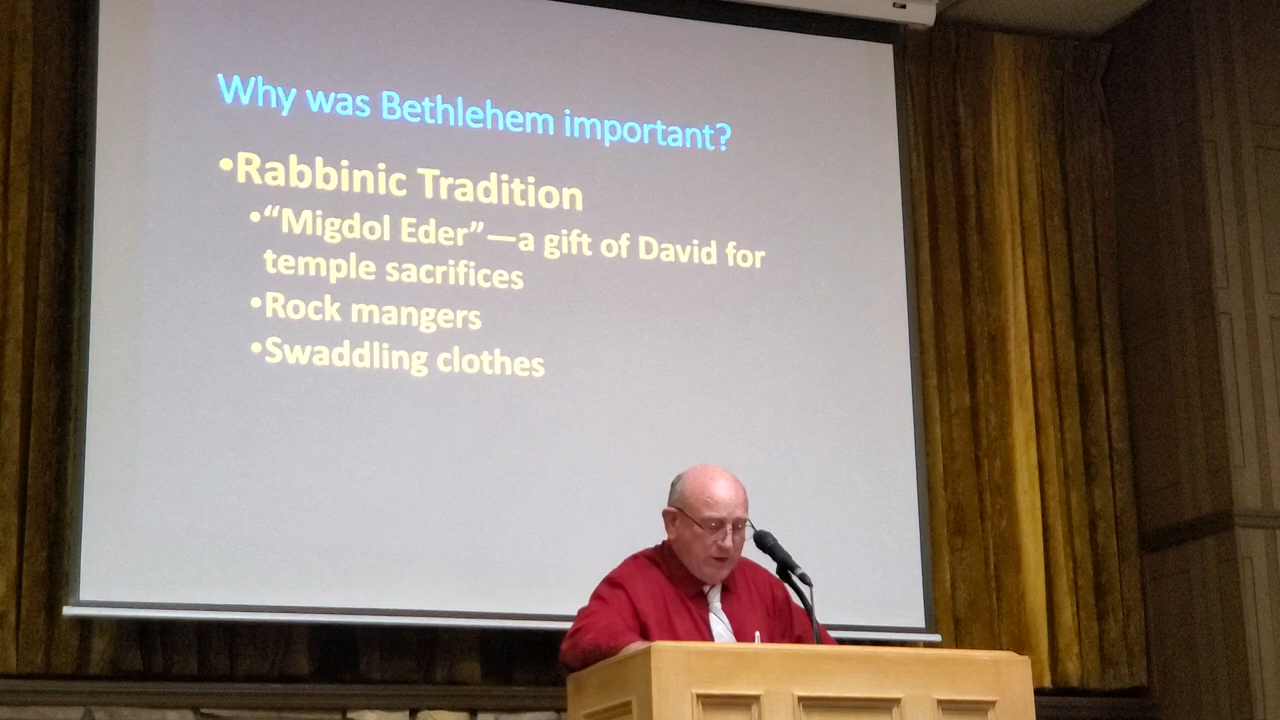 Why was Bethlehem important?
•Rabbinic Tradition
•“Migdol Eder”—a gift of David for
temple sacrifices
•Rock mangers
•Swaddling clothes